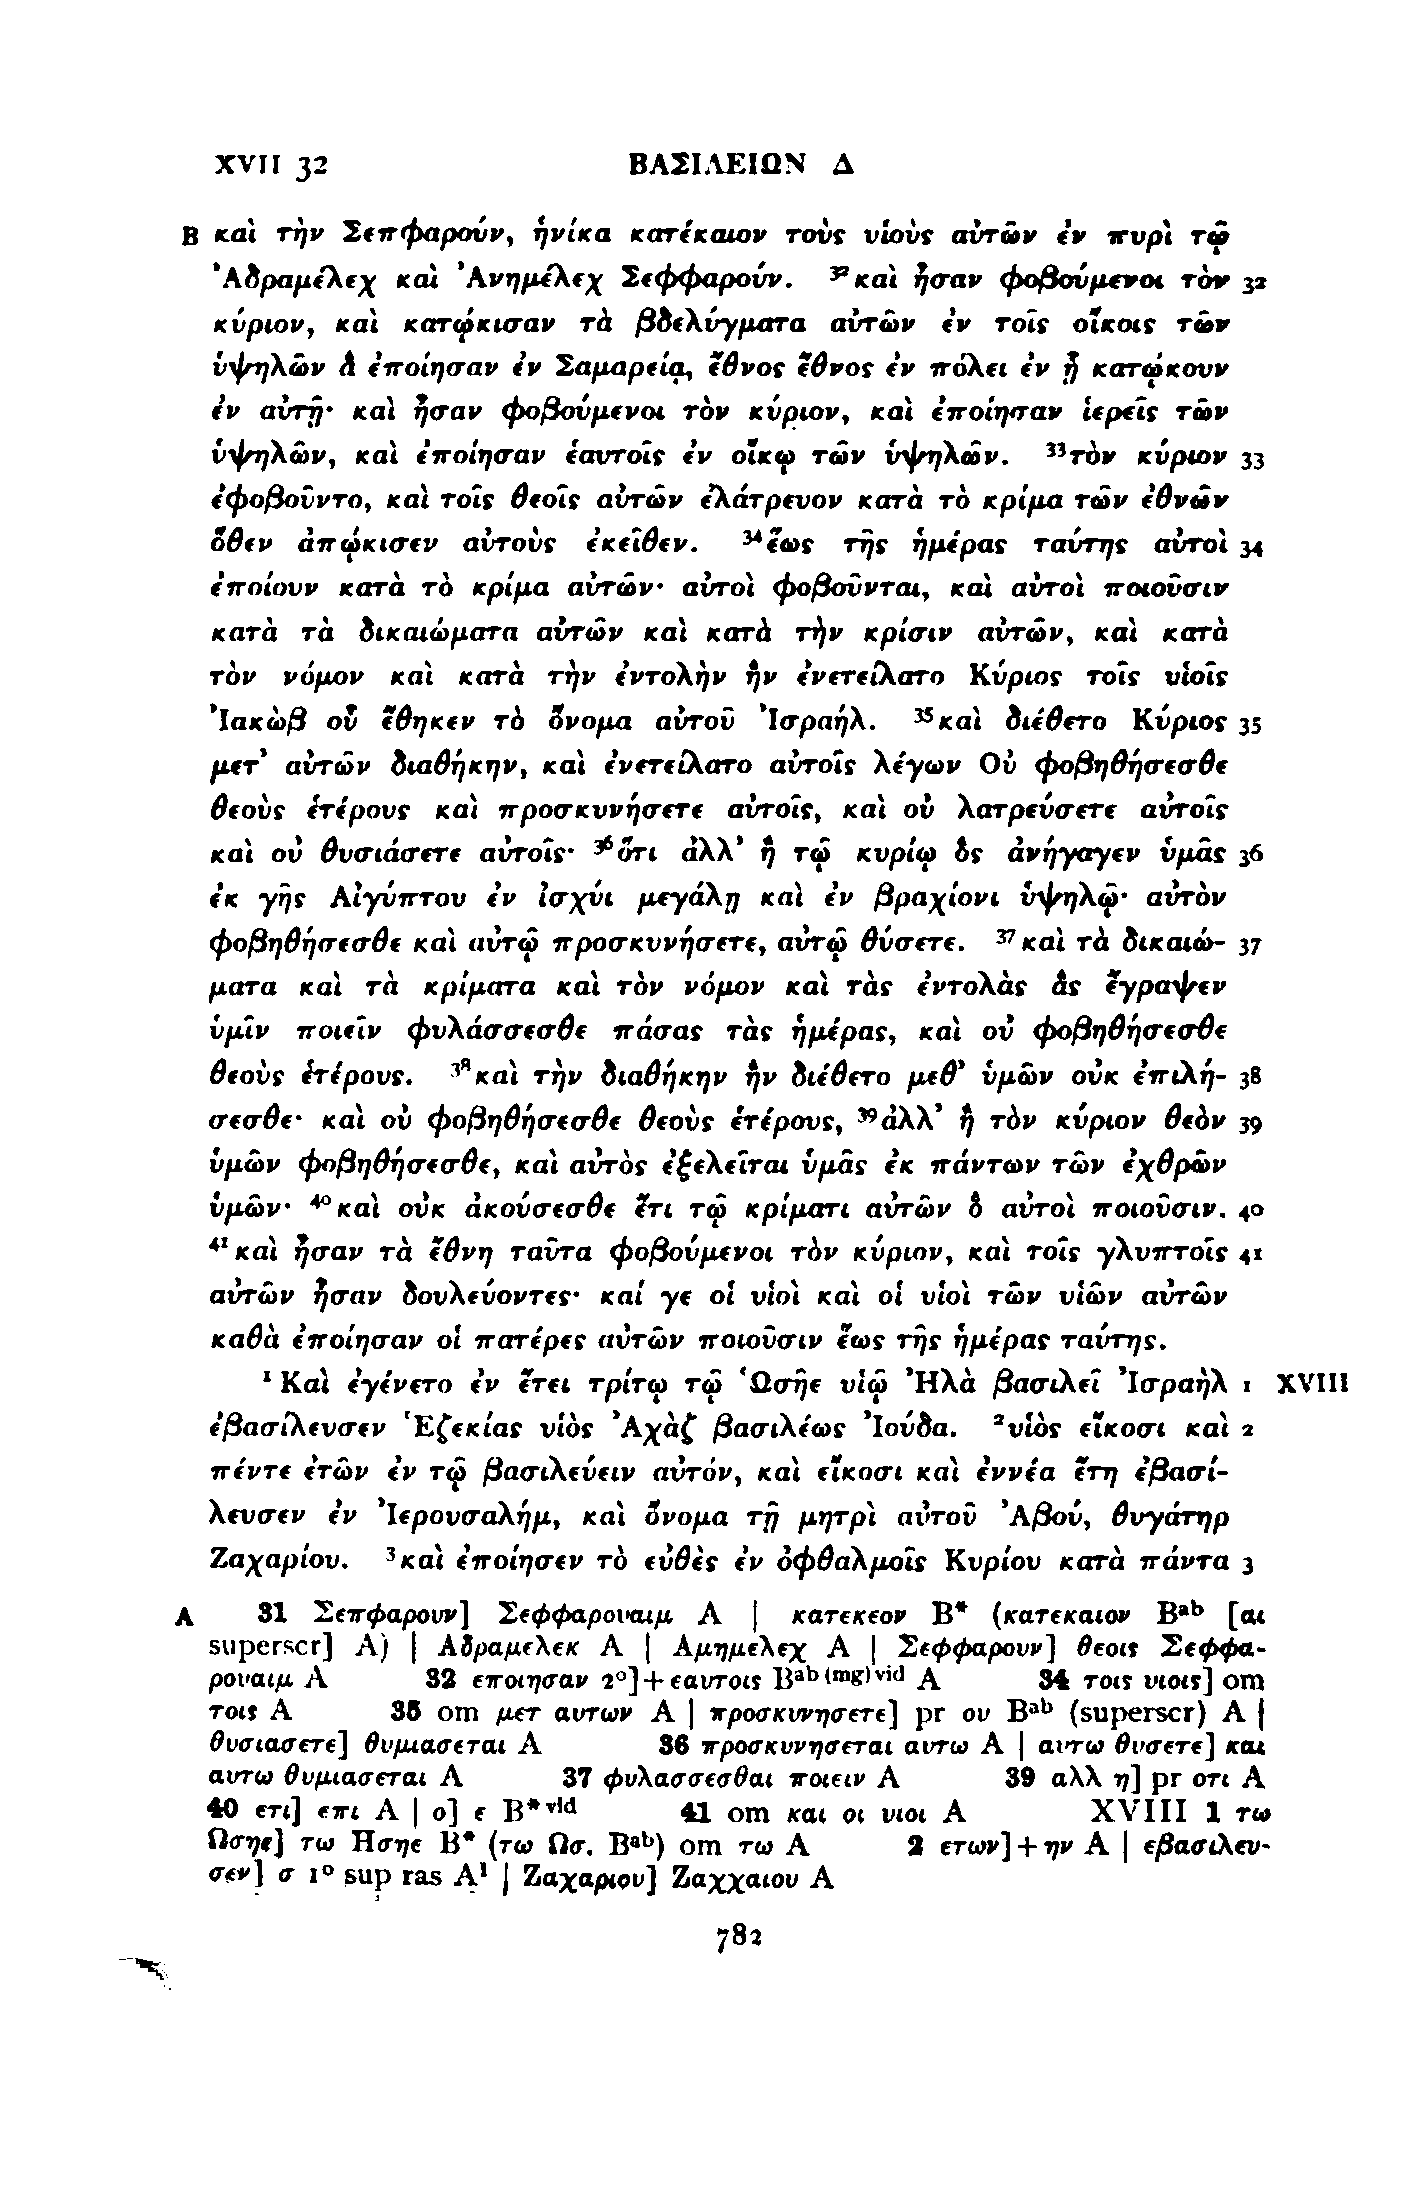 XVII 32 ΒΑΣΙΛΕΙΩΝ Δ
B καὶ τὴν Σεπφαρούν, ἡνίκα κατέκαιον τοὺς υἱοὺς αὐτῶν ἐν πυρὶ τῷ
Ἀδραμέλεχ καὶ Ἀνημέλεχ Σεφφαρούν. ³²καὶ ἦσαν φοβούμενοι τὸν 32
κύριον, καὶ κατῴκισαν τὰ βδελύγματα αὐτῶν ἐν τοῖς οἴκοις τῶν
ὑψηλῶν ἃ ἐποίησαν ἐν Σαμαρείᾳ, ἔθνος ἔθνος ἐν πόλει ἐν ᾗ κατῴκουν
ἐν αὐτῇ· καὶ ἦσαν φοβούμενοι τὸν κύριον, καὶ ἐποίησαν ἱερεῖς τῶν
ὑψηλῶν, καὶ ἐποίησαν ἑαυτοῖς ἐν οἴκῳ τῶν ὑψηλῶν. ³³τὸν κύριον 33
ἐφοβοῦντο, καὶ τοῖς θεοῖς αὐτῶν ἐλάτρευον κατὰ τὸ κρίμα τῶν ἐθνῶν
ὅθεν ἀπῴκισεν αὐτοὺς ἐκεῖθεν. ³⁴ἕως τῆς ἡμέρας ταύτης αὐτοὶ 34
ἐποίουν κατὰ τὸ κρίμα αὐτῶν· αὐτοὶ φοβοῦνται, καὶ αὐτοὶ ποιοῦσιν
κατὰ τὰ δικαιώματα αὐτῶν καὶ κατὰ τὴν κρίσιν αὐτῶν, καὶ κατὰ
τὸν νόμον καὶ κατὰ τὴν ἐντολὴν ἣν ἐνετείλατο Κύριος τοῖς υἱοῖς
Ἰακὼβ οὗ ἔθηκεν τὸ ὄνομα αὐτοῦ Ἰσραήλ. ³⁵καὶ διέθετο Κύριος 35
μετ' αὐτῶν διαθήκην, καὶ ἐνετείλατο αὐτοῖς λέγων Οὐ φοβηθήσεσθε
θεοὺς ἑτέρους καὶ προσκυνήσετε αὐτοῖς, καὶ οὐ λατρεύσετε αὐτοῖς
καὶ οὐ θυσιάσετε αὐτοῖς· ³⁶ὅτι ἀλλ' ἢ τῷ κυρίῳ ὃς ἀνήγαγεν ὑμᾶς 36
ἐκ γῆς Αἰγύπτου ἐν ἰσχύι μεγάλῃ καὶ ἐν βραχίονι ὑψηλῷ· αὐτὸν
φοβηθήσεσθε καὶ αὐτῷ προσκυνήσετε, αὐτῷ θύσετε. ³⁷καὶ τὰ δικαιώ- 37
ματα καὶ τὰ κρίματα καὶ τὸν νόμον καὶ τὰς ἐντολὰς ἃς ἔγραψεν
ὑμῖν ποιεῖν φυλάσσεσθε πάσας τὰς ἡμέρας, καὶ οὐ φοβηθήσεσθε
θεοὺς ἑτέρους. ³⁸καὶ τὴν διαθήκην ἣν διέθετο μεθ' ὑμῶν οὐκ ἐπιλή- 38
σεσθε· καὶ οὐ φοβηθήσεσθε θεοὺς ἑτέρους, ³⁹ἀλλ' ἢ τὸν κύριον θεὸν 39
ὑμῶν φοβηθήσεσθε, καὶ αὐτὸς ἐξελεῖται ὑμᾶς ἐκ πάντων τῶν ἐχθρῶν
ὑμῶν· ⁴⁰καὶ οὐκ ἀκούσεσθε ἔτι τῷ κρίματι αὐτῶν ὃ αὐτοὶ ποιοῦσιν. 40
⁴¹καὶ ἦσαν τὰ ἔθνη ταῦτα φοβούμενοι τὸν κύριον, καὶ τοῖς γλυπτοῖς 41
αὐτῶν ἦσαν δουλεύοντες· καί γε οἱ υἱοὶ καὶ οἱ υἱοὶ τῶν υἱῶν αὐτῶν
καθὰ ἐποίησαν οἱ πατέρες αὐτῶν ποιοῦσιν ἕως τῆς ἡμέρας ταύτης.
¹Καὶ ἐγένετο ἐν ἔτει τρίτῳ τῷ Ὡσῆε υἱῷ Ἠλὰ βασιλεῖ Ἰσραὴλ 1 XVIII
ἐβασίλευσεν Ἑζεκίας υἱὸς Ἀχὰζ βασιλέως Ἰούδα. ²υἱὸς εἴκοσι καὶ 2
πέντε ἐτῶν ἐν τῷ βασιλεύειν αὐτόν, καὶ εἴκοσι καὶ ἐννέα ἔτη ἐβασί-
λευσεν ἐν Ἰερουσαλήμ, καὶ ὄνομα τῇ μητρὶ αὐτοῦ Ἀβού, θυγάτηρ
Ζαχαρίου. ³καὶ ἐποίησεν τὸ εὐθὲς ἐν ὀφθαλμοῖς Κυρίου κατὰ πάντα 3
A 31 Σεπφαρουν] Σεφφαρουαιμ A | κατεκεον B* (κατεκαιον Bᵃᵇ [αι
superscr] A) | Αδραμελεκ A | Αμημελεχ A | Σεφφαρουν] θεοις Σεφφα-
ρουαιμ A 32 εποιησαν 2°]+εαυτοις Bᵃᵇ⁽ᵐᵍ⁾ᵛⁱᵈ A 34 τοις υιοις] om
τοις A 35 om μετ αυτων A | προσκυνησετε] pr ου Bᵃᵇ (superscr) A |
θυσιασετε] θυμιασεται A 36 προσκυνησεται αυτω A | αυτω θυσετε] και
αυτω θυμιασεται A 37 φυλασσεσθαι ποιειν A 39 αλλ η] pr οτι A
40 ετι] επι A | ο] ε B*ᵛⁱᵈ 41 om και οι υιοι A XVIII 1 τω
Ωσηε] τω Ησηε B* (τω Ωσ. Bᵃᵇ) om τω A 2 ετων]+ην A | εβασιλευ-
σεν] σ 1° sup ras A¹ | Ζαχαριου] Ζαχχαιου A
782